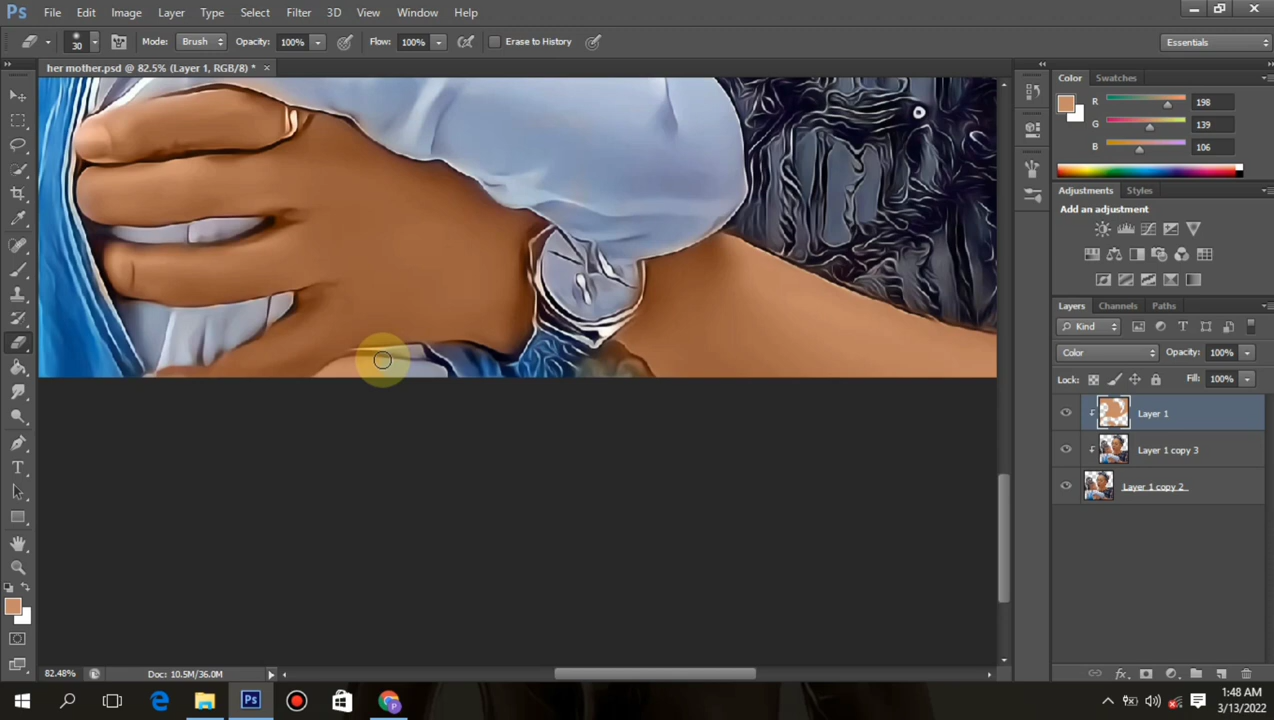 Ps File Edit Image Layer Type Select Filter 3D View Window Help
30 Mode: Brush Opacity: 100% Flow: 100% Erase to History Essentials
her mother.psd @ 82.5% (Layer 1, RGB/8) * ×
Color Swatches
R 198
G 139
B 106
Adjustments Styles
Add an adjustment
Layers Channels Paths
Kind
Color Opacity: 100%
Lock: Fill: 100%
Layer 1
Layer 1 copy 3
Layer 1 copy 2
82.48% Doc: 10.5M/36.0M
Ps P 1:48 AM
3/13/2022